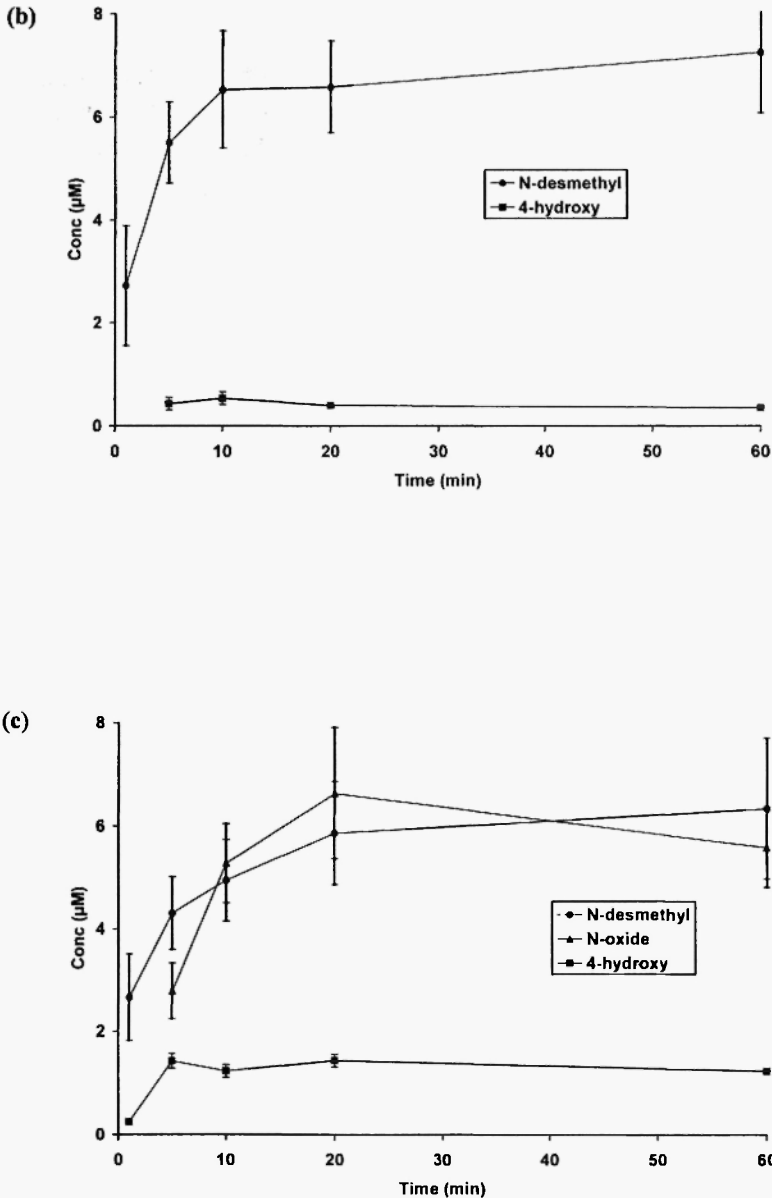 (b)
8
6
4
2
0
Conc (µM)
N-desmethyl
4-hydroxy
0 10 20 30 40 50 60
Time (min)
(c)
8
6
4
2
0
Conc (µM)
N-desmethyl
N-oxide
4-hydroxy
0 10 20 30 40 50 60
Time (min)